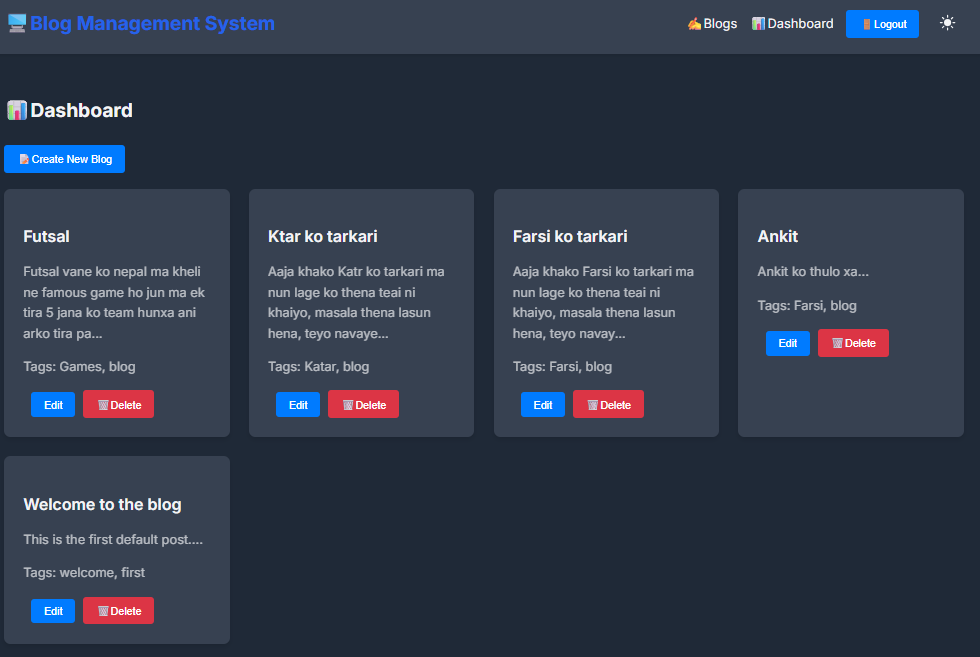 Blog Management System
Blogs
Dashboard
Logout
Dashboard
Create New Blog
Futsal
Futsal vane ko nepal ma kheli
ne famous game ho jun ma ek
tira 5 jana ko team hunxa ani
arko tira pa...
Tags: Games, blog
Edit
Delete
Ktar ko tarkari
Aaja khako Katr ko tarkari ma
nun lage ko thena teai ni
khaiyo, masala thena lasun
hena, teyo navaye...
Tags: Katar, blog
Edit
Delete
Farsi ko tarkari
Aaja khako Farsi ko tarkari ma
nun lage ko thena teai ni
khaiyo, masala thena lasun
hena, teyo navay...
Tags: Farsi, blog
Edit
Delete
Ankit
Ankit ko thulo xa...
Tags: Farsi, blog
Edit
Delete
Welcome to the blog
This is the first default post....
Tags: welcome, first
Edit
Delete